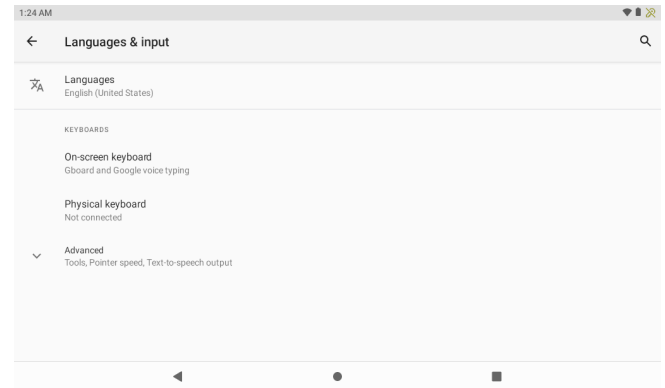 1:24 AM
Languages & input
Languages
English (United States)
KEYBOARDS
On-screen keyboard
Gboard and Google voice typing
Physical keyboard
Not connected
Advanced
Tools, Pointer speed, Text-to-speech output